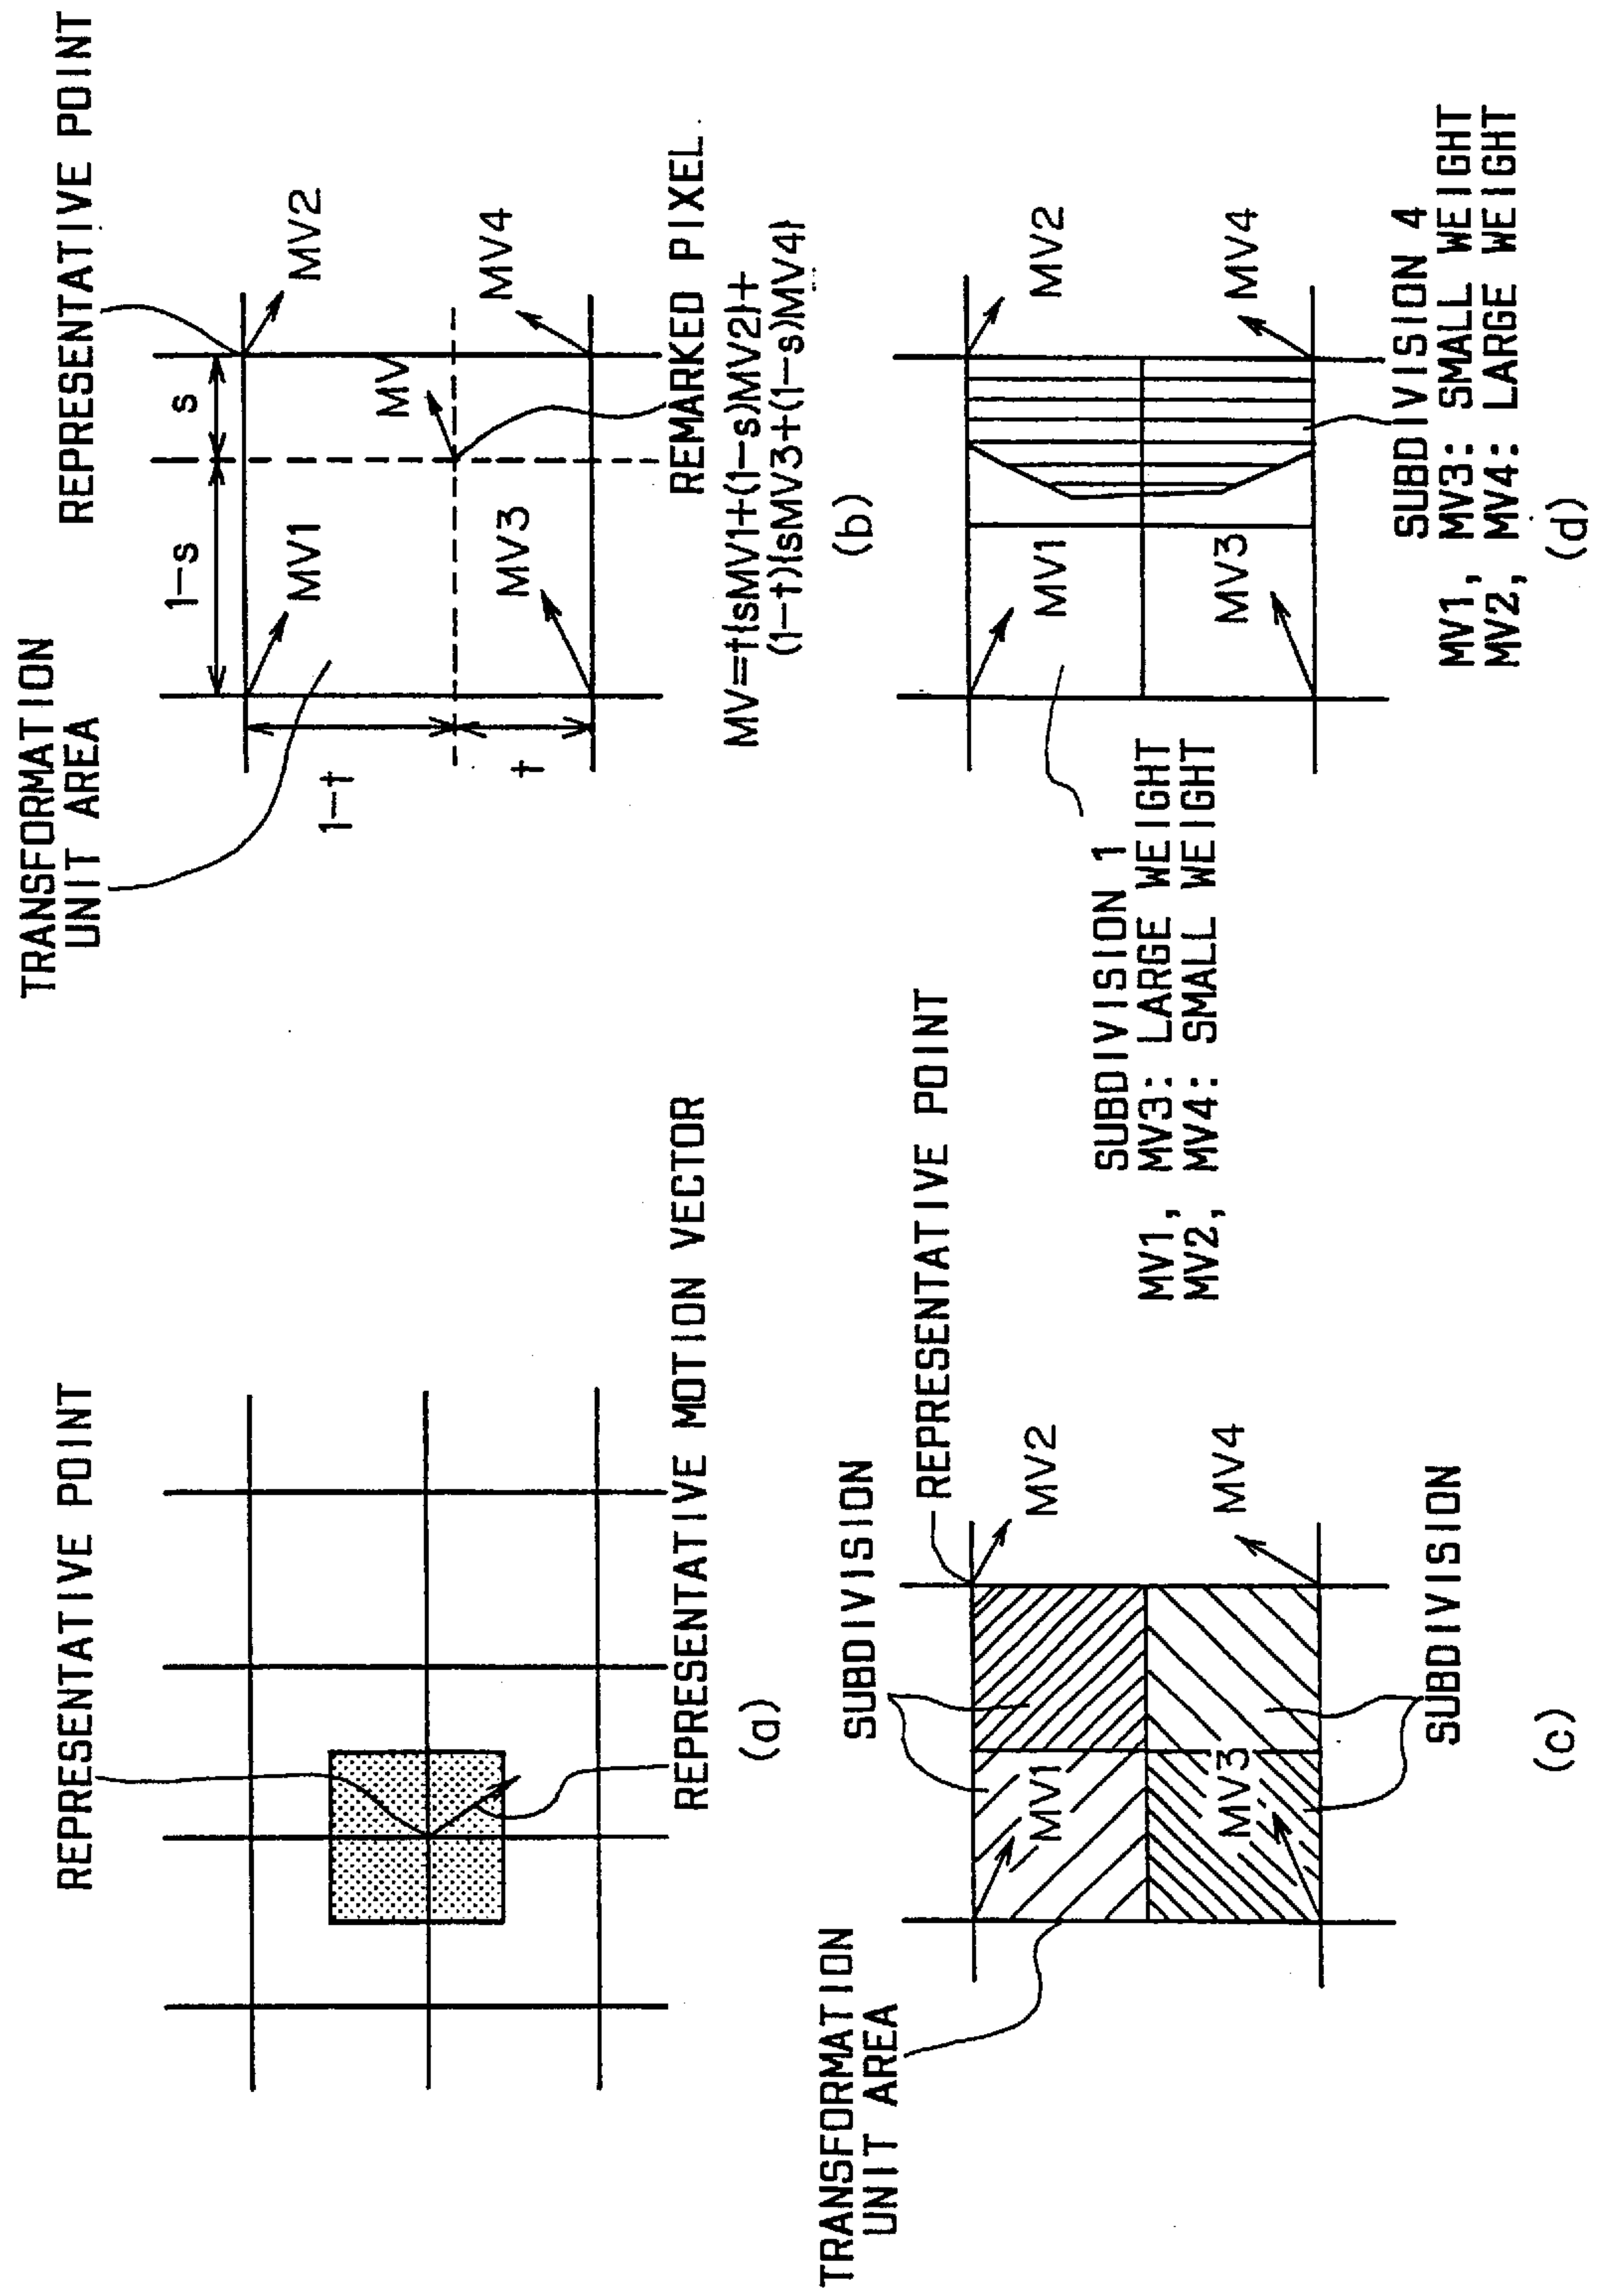 REPRESENTATIVE POINT
REPRESENTATIVE MOTION VECTOR
(a)
TRANSFORMATION
UNIT AREA
REPRESENTATIVE POINT
1-s
s
1-t
t
MV1
MV2
MV
MV3
MV4
REMARKED PIXEL
MV=t{sMV1+(1-s)MV2}+
(1-t){sMV3+(1-s)MV4}
(b)
TRANSFORMATION
UNIT AREA
SUBDIVISION
REPRESENTATIVE POINT
MV1
MV2
MV3
MV4
SUBDIVISION
(c)
SUBDIVISION 1
MV1, MV3: LARGE WEIGHT
MV2, MV4: SMALL WEIGHT
MV1
MV2
MV3
MV4
SUBDIVISION 4
MV1, MV3: SMALL WEIGHT
MV2, MV4: LARGE WEIGHT
(d)